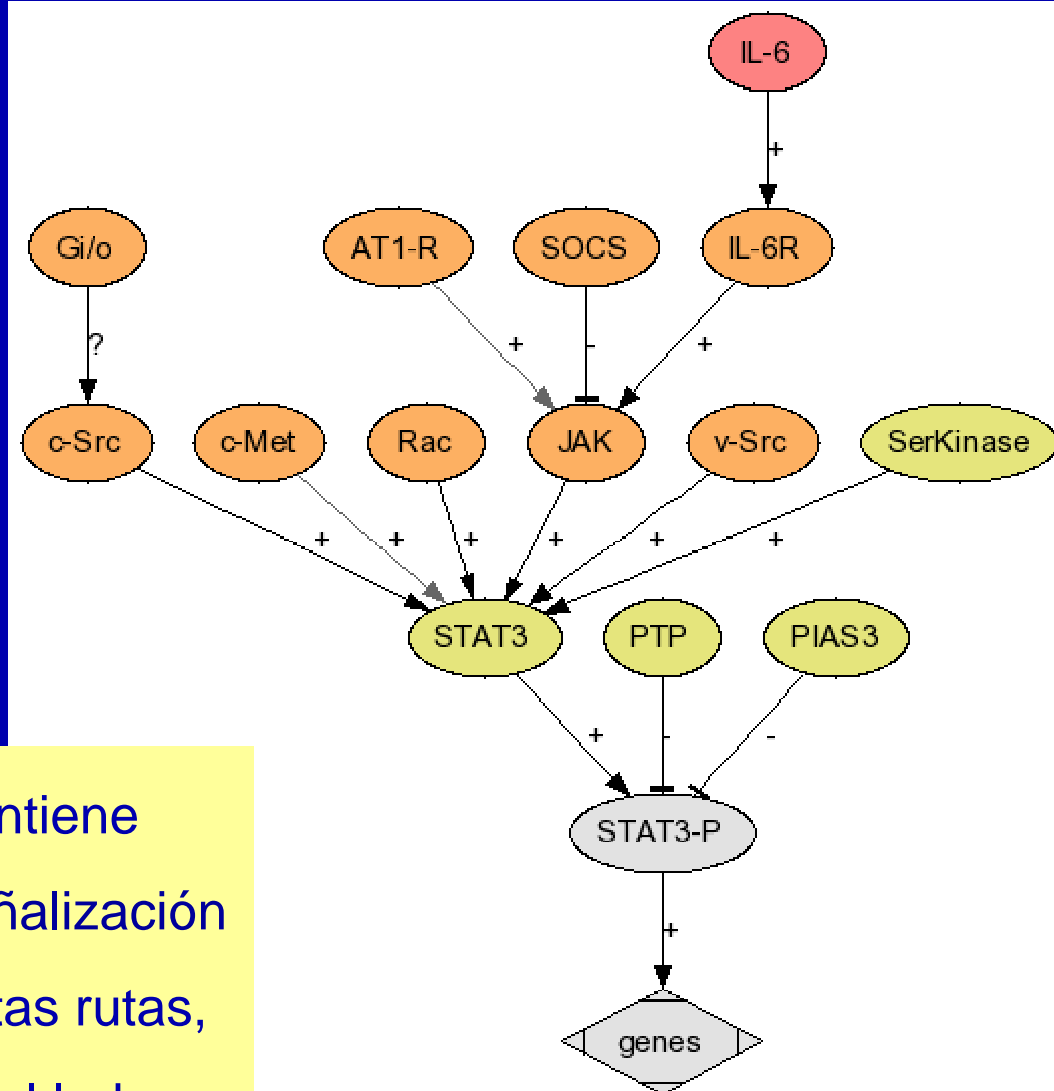 IL-6
+
Gi/o AT1-R SOCS IL-6R
? + - +
c-Src c-Met Rac JAK v-Src SerKinase
+ + + + + +
STAT3 PTP PIAS3
+ - -
ntiene
STAT3-P
ñalización
+
tas rutas,
genes